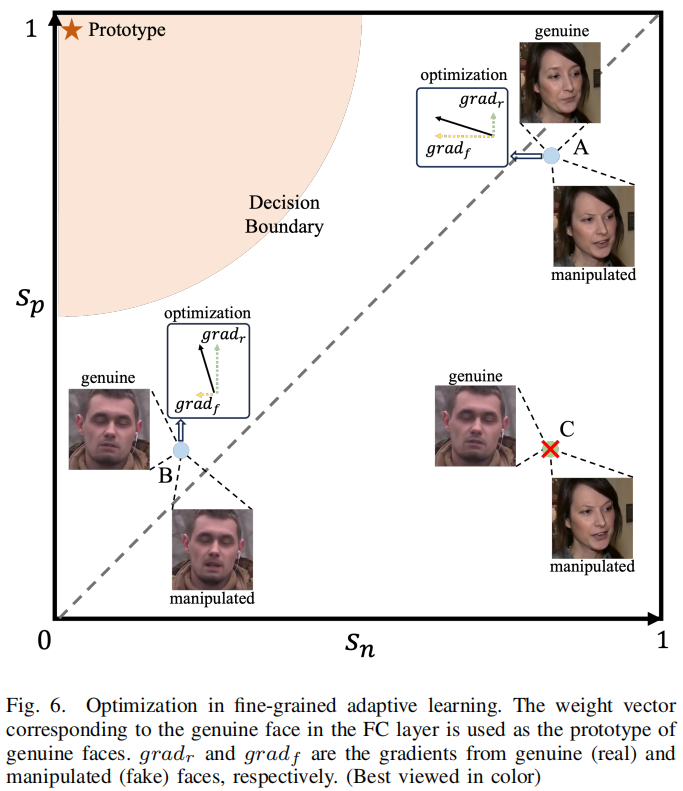 1
Prototype
genuine
optimization
grad_r
grad_f
A
Decision
Boundary
manipulated
S_p
optimization
grad_r
genuine
grad_f
genuine
C
B
manipulated
manipulated
0
S_n
1
Fig. 6. Optimization in fine-grained adaptive learning. The weight vector
corresponding to the genuine face in the FC layer is used as the prototype of
genuine faces. grad_r and grad_f are the gradients from genuine (real) and
manipulated (fake) faces, respectively. (Best viewed in color)